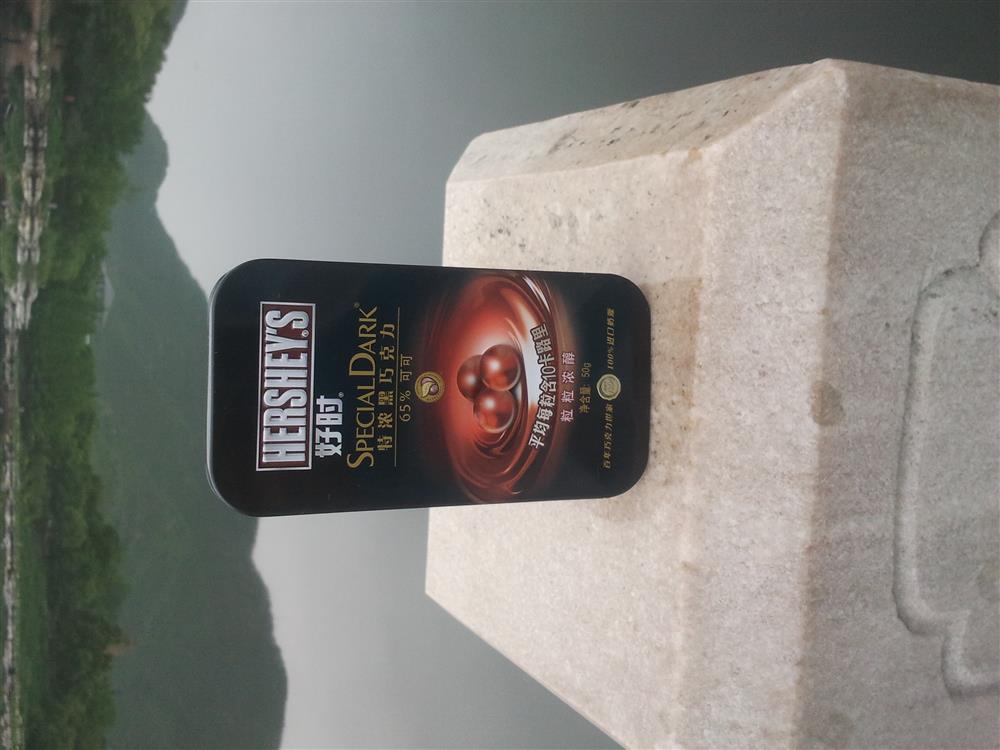 HERSHEY'S
好时®
SPECIAL DARK®
特浓黑巧克力
65% 可可
平均每粒含10卡路里
粒粒浓醇
净含量: 50g
百年巧克力世家 100%进口奶源